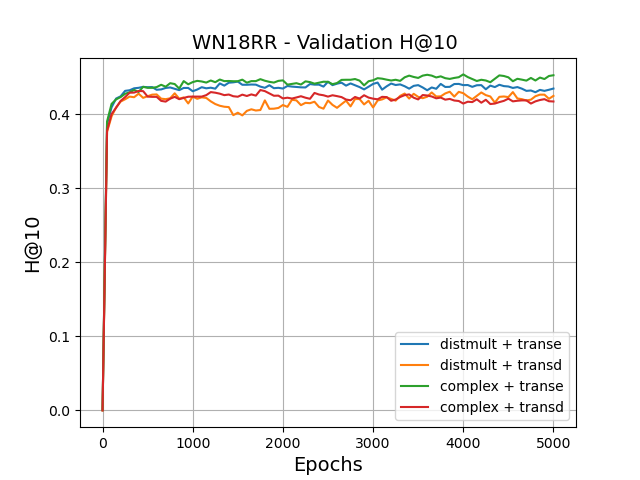 WN18RR - Validation H@10
H@10
0.4
0.3
0.2
0.1
0.0
0
1000
2000
3000
4000
5000
Epochs
distmult + transe
distmult + transd
complex + transe
complex + transd